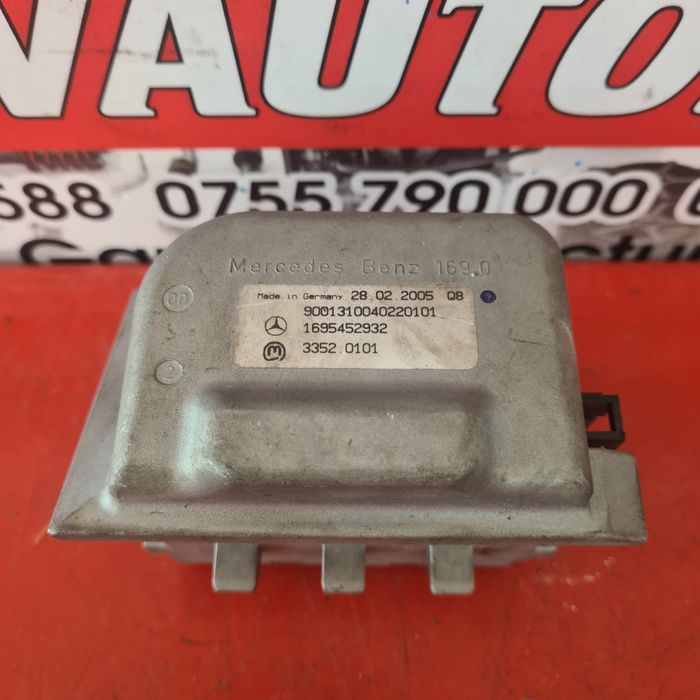 NAUTO
688 0755 790 000 0
Mercedes Benz 169.0
Made in Germany 28.02.2005 Q8
9001310040220101
1695452932
3352.0101